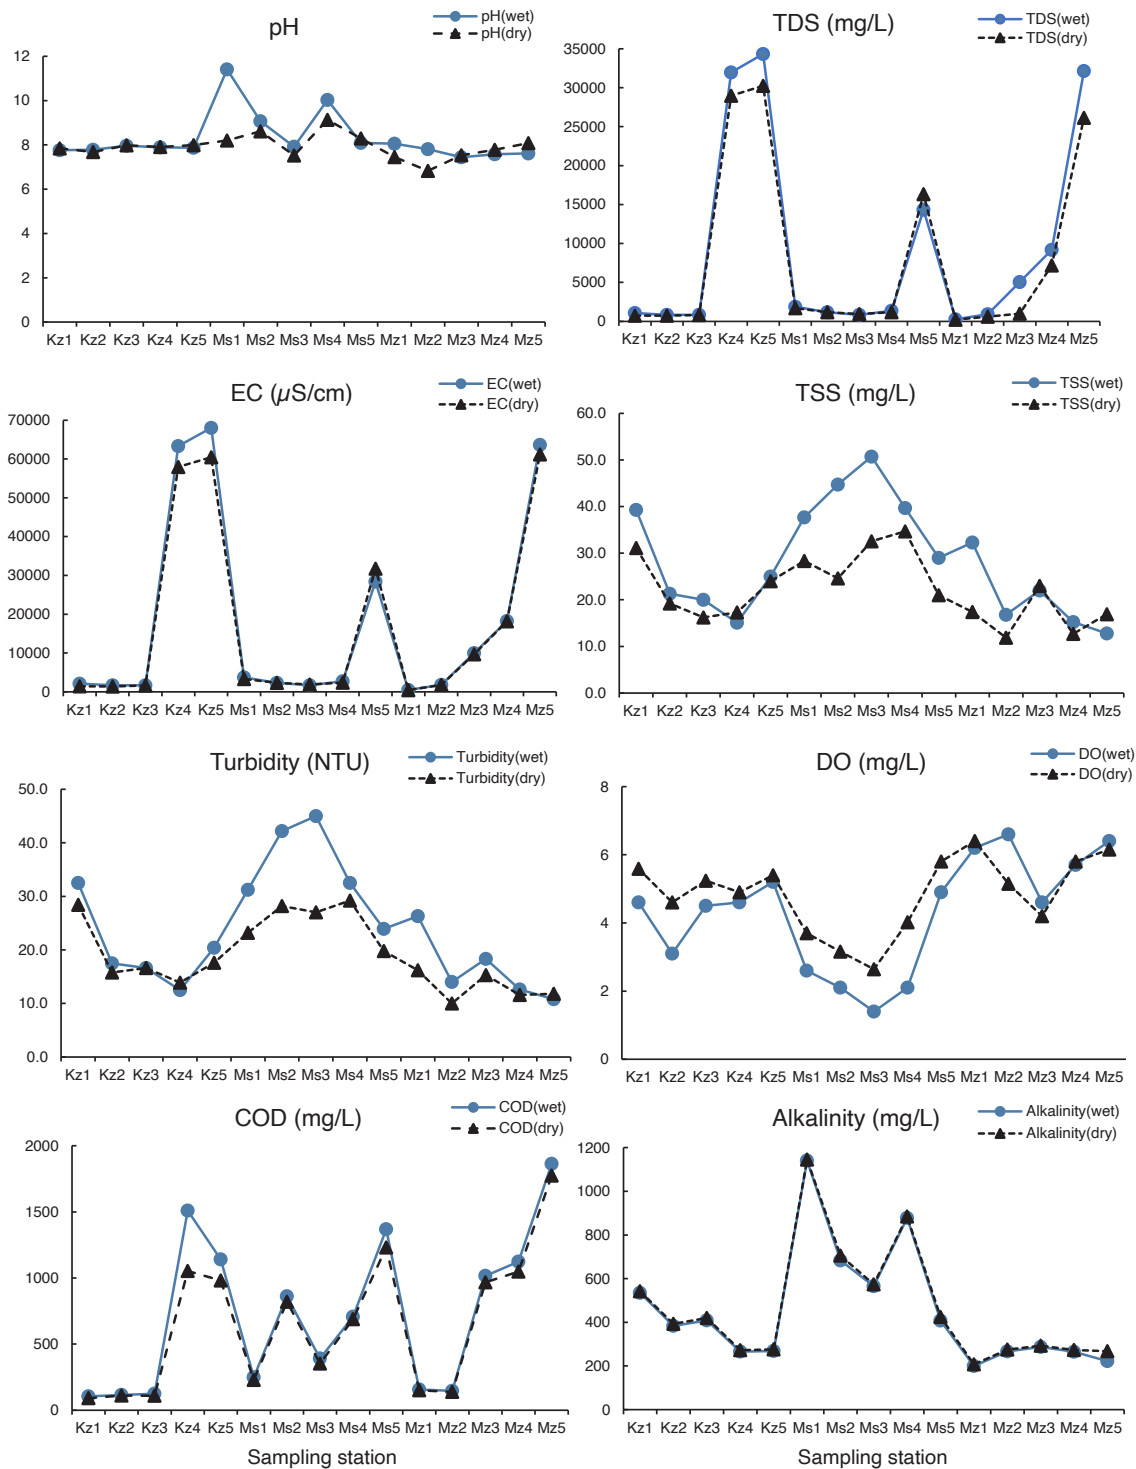 pH
pH(wet)
pH(dry)
12
10
8
6
4
2
0
Kz1 Kz2 Kz3 Kz4 Kz5 Ms1 Ms2 Ms3 Ms4 Ms5 Mz1 Mz2 Mz3 Mz4 Mz5
TDS (mg/L)
TDS(wet)
TDS(dry)
35000
30000
25000
20000
15000
10000
5000
0
Kz1 Kz2 Kz3 Kz4 Kz5 Ms1 Ms2 Ms3 Ms4 Ms5 Mz1 Mz2 Mz3 Mz4 Mz5
EC (µS/cm)
EC(wet)
EC(dry)
70000
60000
50000
40000
30000
20000
10000
0
Kz1 Kz2 Kz3 Kz4 Kz5 Ms1 Ms2 Ms3 Ms4 Ms5 Mz1 Mz2 Mz3 Mz4 Mz5
TSS (mg/L)
TSS(wet)
TSS(dry)
60.0
50.0
40.0
30.0
20.0
10.0
0.0
Kz1 Kz2 Kz3 Kz4 Kz5 Ms1 Ms2 Ms3 Ms4 Ms5 Mz1 Mz2 Mz3 Mz4 Mz5
Turbidity (NTU)
Turbidity(wet)
Turbidity(dry)
50.0
40.0
30.0
20.0
10.0
0.0
Kz1 Kz2 Kz3 Kz4 Kz5 Ms1 Ms2 Ms3 Ms4 Ms5 Mz1 Mz2 Mz3 Mz4 Mz5
DO (mg/L)
DO(wet)
DO(dry)
8
6
4
2
0
Kz1 Kz2 Kz3 Kz4 Kz5 Ms1 Ms2 Ms3 Ms4 Ms5 Mz1 Mz2 Mz3 Mz4 Mz5
COD (mg/L)
COD(wet)
COD(dry)
2000
1500
1000
500
0
Kz1 Kz2 Kz3 Kz4 Kz5 Ms1 Ms2 Ms3 Ms4 Ms5 Mz1 Mz2 Mz3 Mz4 Mz5
Sampling station
Alkalinity (mg/L)
Alkalinity(wet)
Alkalinity(dry)
1200
1000
800
600
400
200
0
Kz1 Kz2 Kz3 Kz4 Kz5 Ms1 Ms2 Ms3 Ms4 Ms5 Mz1 Mz2 Mz3 Mz4 Mz5
Sampling station